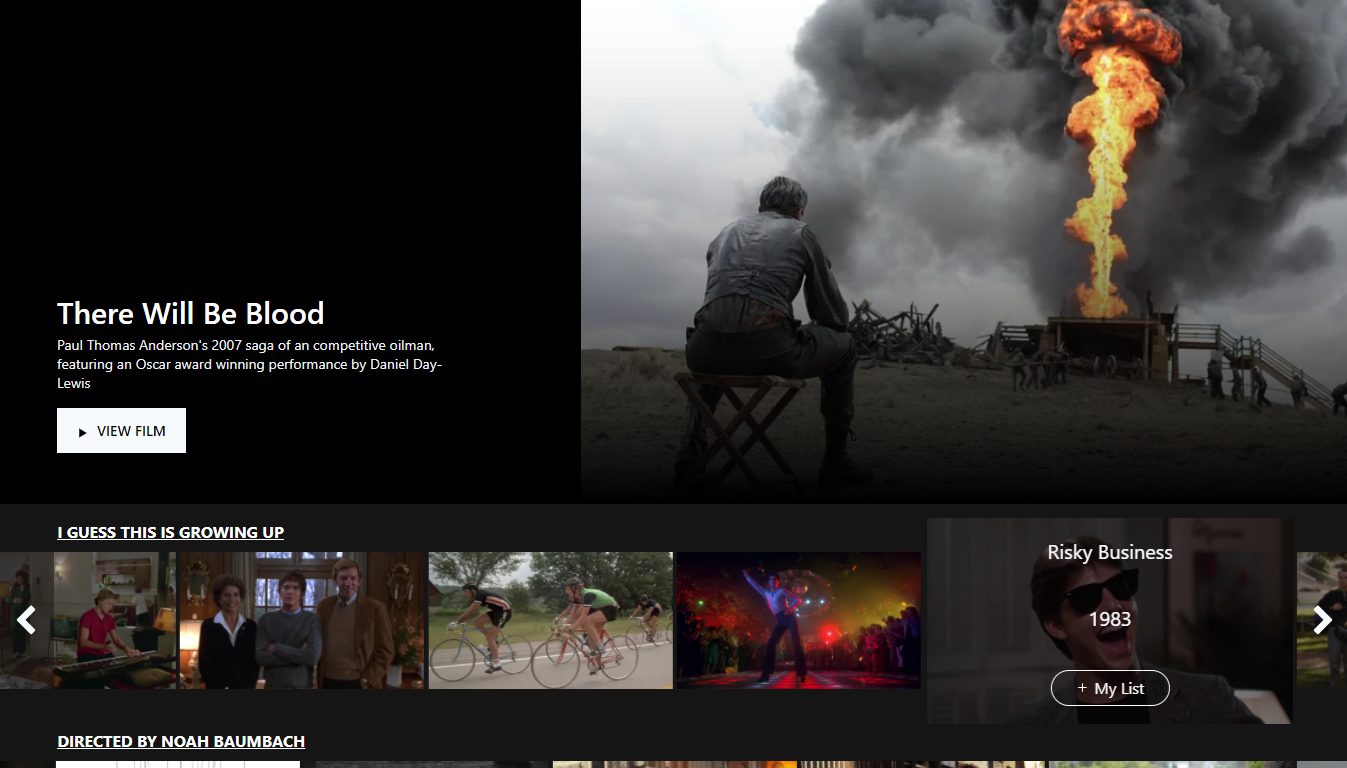 There Will Be Blood
Paul Thomas Anderson's 2007 saga of an competitive oilman,
featuring an Oscar award winning performance by Daniel Day-
Lewis
VIEW FILM
I GUESS THIS IS GROWING UP
Risky Business
1983
+ My List
DIRECTED BY NOAH BAUMBACH